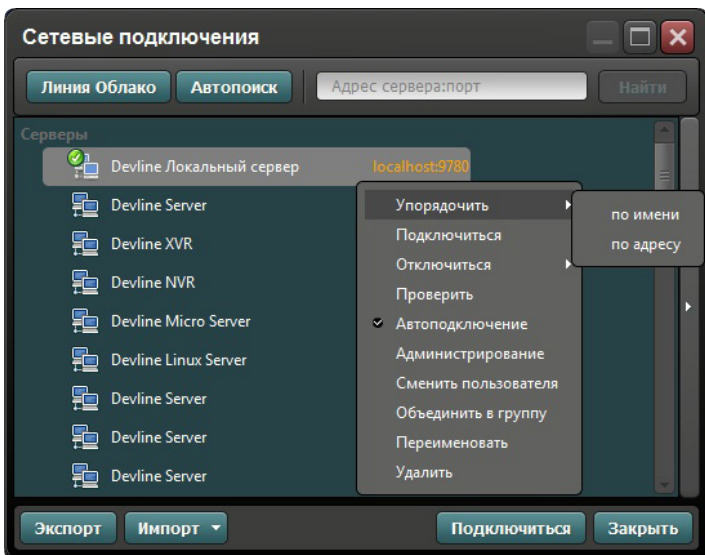 Сетевые подключения
Линия Облако Автопоиск Адрес сервера:порт Найти
Серверы
Devline Локальный сервер localhost:9780
Devline Server
Devline XVR
Devline NVR
Devline Micro Server
Devline Linux Server
Devline Server
Devline Server
Devline Server
Упорядочить
Подключиться
Отключиться
Проверить
Автоподключение
Администрирование
Сменить пользователя
Объединить в группу
Переименовать
Удалить
по имени
по адресу
Экспорт Импорт Подключиться Закрыть